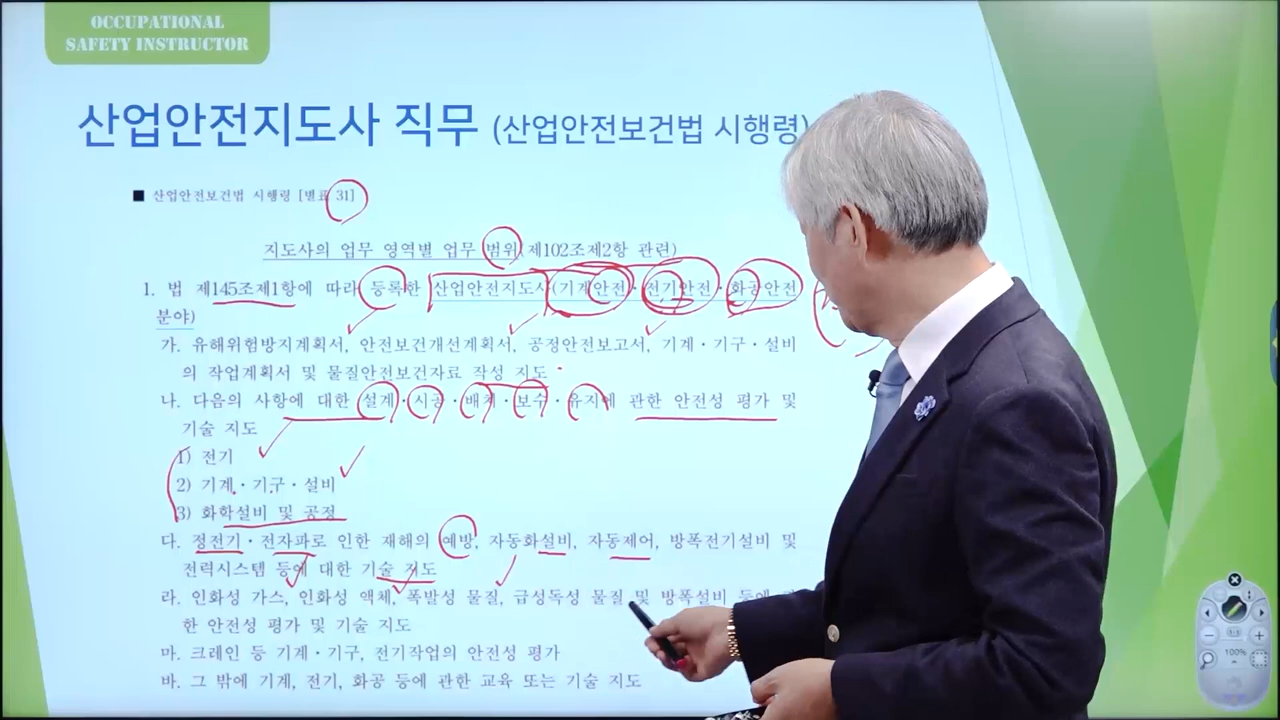 OCCUPATIONAL
SAFETY INSTRUCTOR
산업안전지도사 직무 (산업안전보건법 시행령)
■ 산업안전보건법 시행령 [별표 31]
지도사의 업무 영역별 업무 범위(제102조제2항 관련)
1. 법 제145조제1항에 따라 등록한 산업안전지도사(기계안전·전기안전·화공안전
분야)
가. 유해위험방지계획서, 안전보건개선계획서, 공정안전보고서, 기계·기구·설비
의 작업계획서 및 물질안전보건자료 작성 지도
나. 다음의 사항에 대한 설계·시공·배치·보수·유지에 관한 안전성 평가 및
기술 지도
1) 전기
2) 기계·기구·설비
3) 화학설비 및 공정
다. 정전기·전자파로 인한 재해의 예방, 자동화설비, 자동제어, 방폭전기설비 및
전력시스템 등에 대한 기술 지도
라. 인화성 가스, 인화성 액체, 폭발성 물질, 급성독성 물질 및 방폭설비 등에
한 안전성 평가 및 기술 지도
마. 크레인 등 기계·기구, 전기작업의 안전성 평가
바. 그 밖에 기계, 전기, 화공 등에 관한 교육 또는 기술 지도
100%